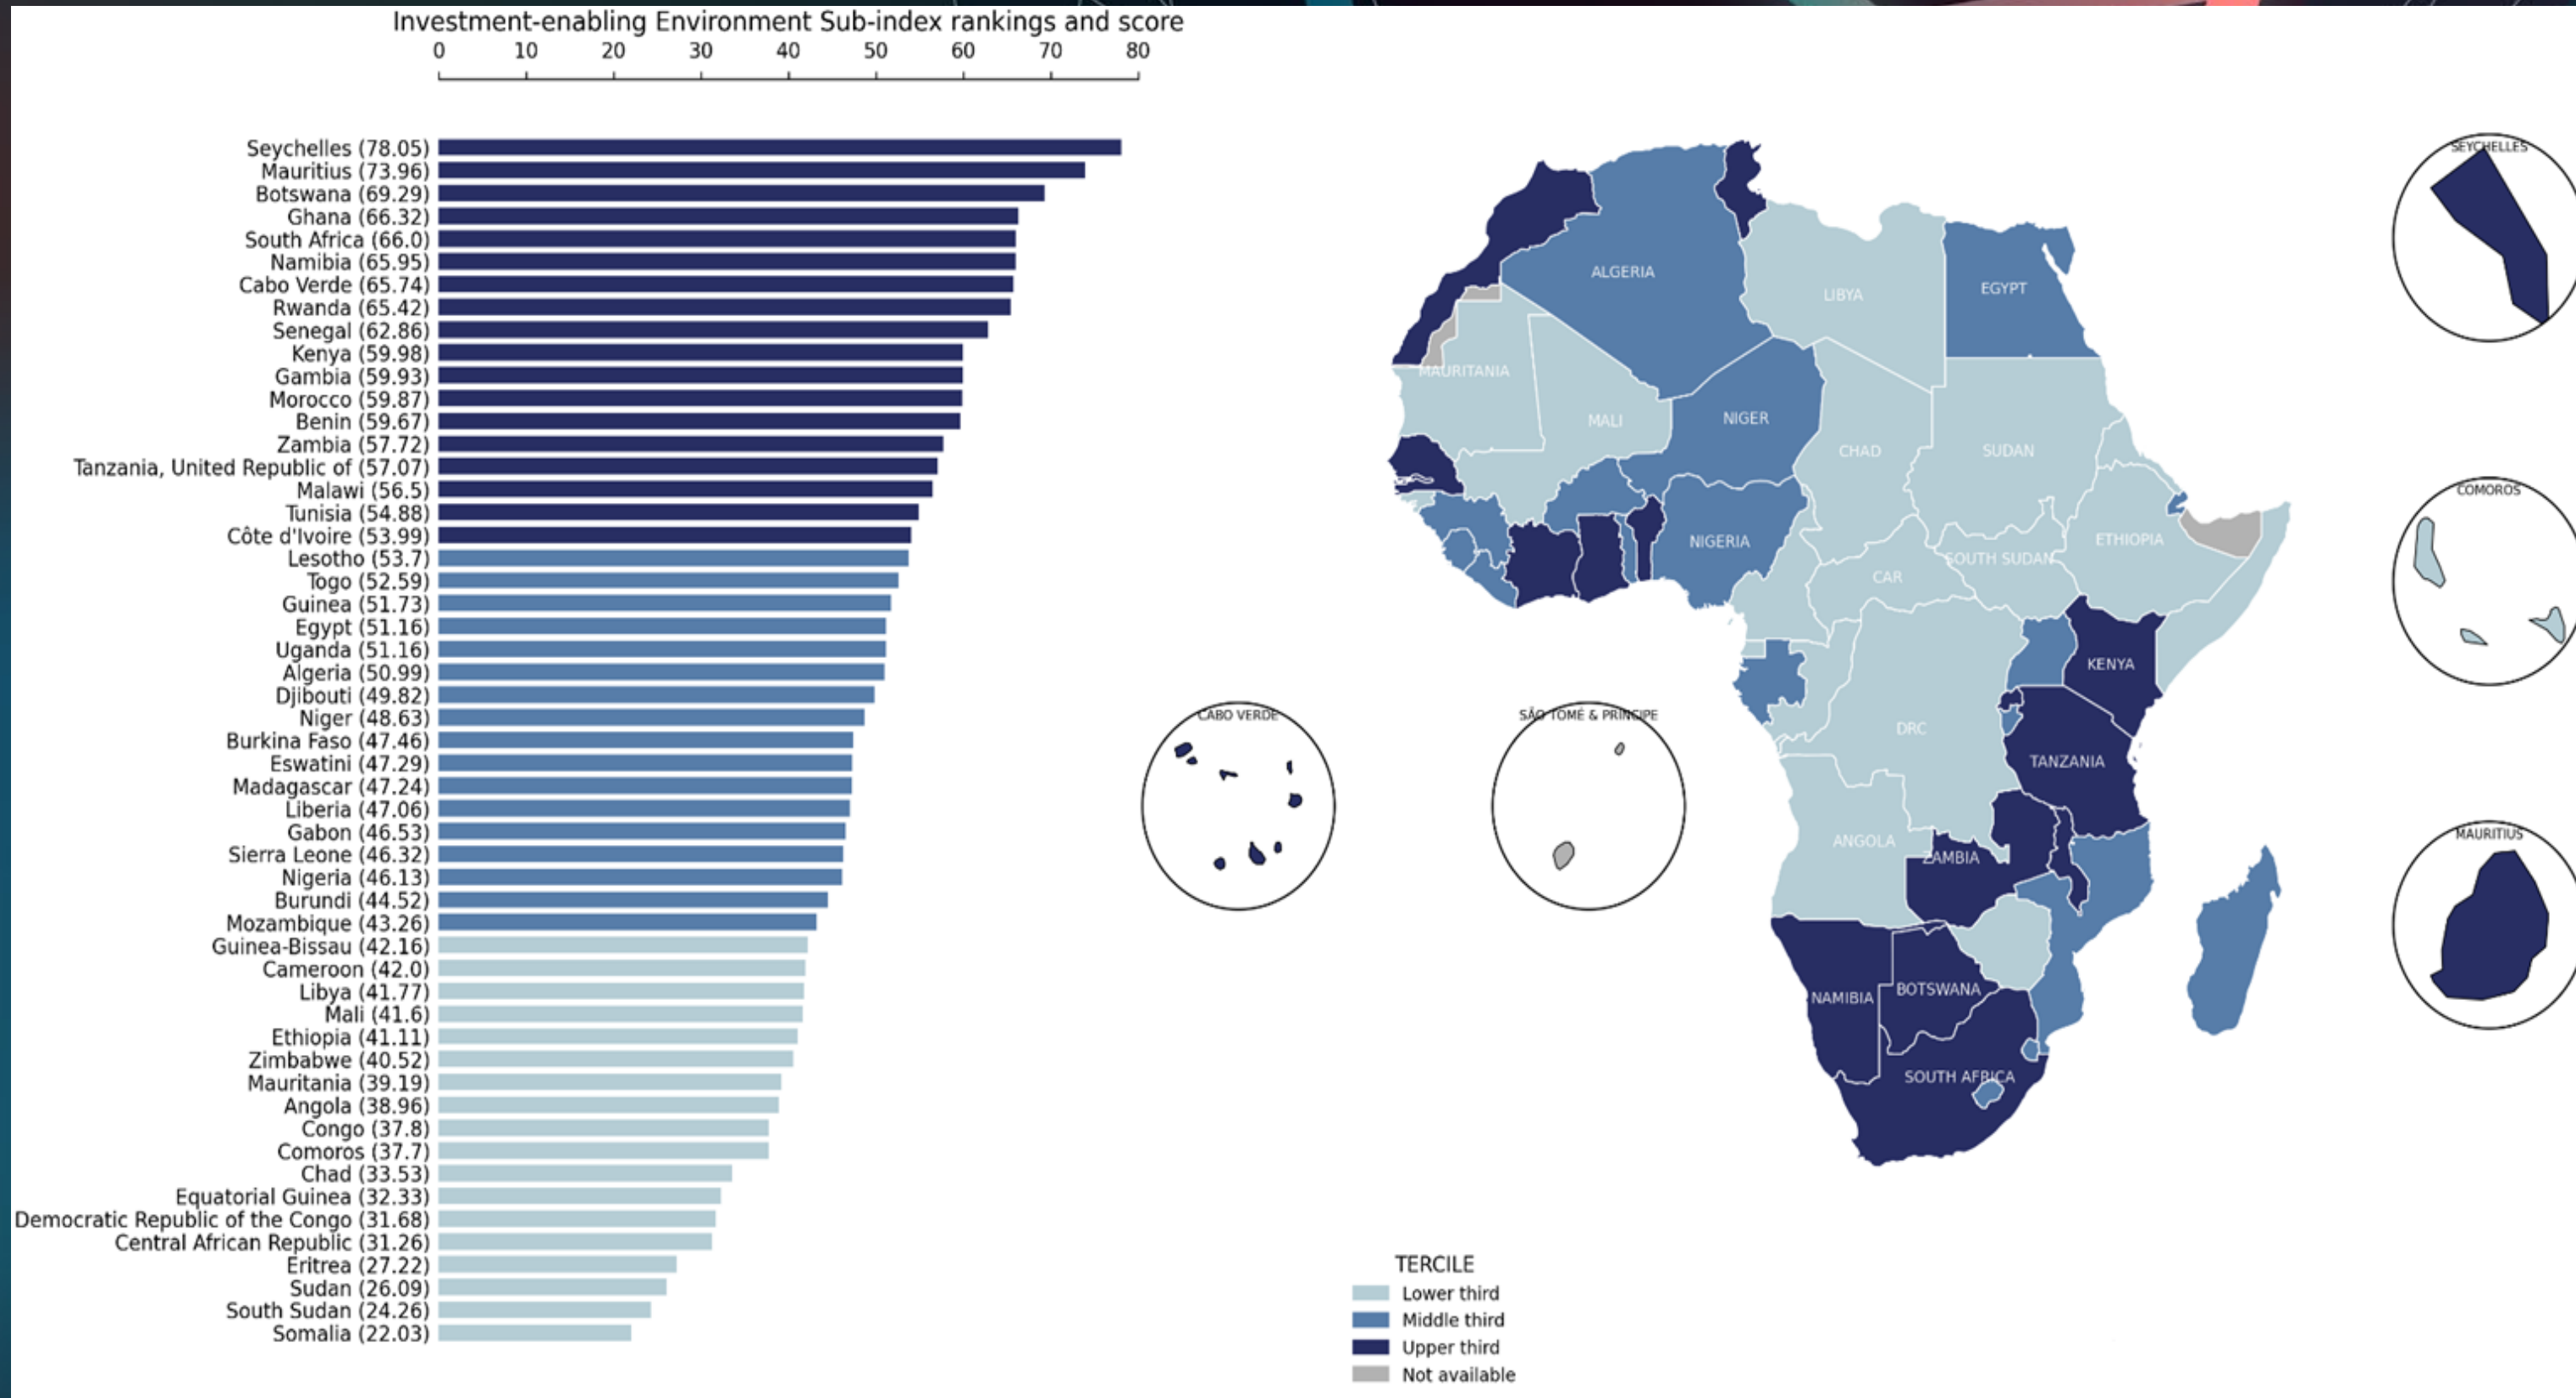 Investment-enabling Environment Sub-index rankings and score
0 10 20 30 40 50 60 70 80
Seychelles (78.05)
Mauritius (73.96)
Botswana (69.29)
Ghana (66.32)
South Africa (66.0)
Namibia (65.95)
Cabo Verde (65.74)
Rwanda (65.42)
Senegal (62.86)
Kenya (59.98)
Gambia (59.93)
Morocco (59.87)
Benin (59.67)
Zambia (57.72)
Tanzania, United Republic of (57.07)
Malawi (56.5)
Tunisia (54.88)
Côte d'Ivoire (53.99)
Lesotho (53.7)
Togo (52.59)
Guinea (51.73)
Egypt (51.16)
Uganda (51.16)
Algeria (50.99)
Djibouti (49.82)
Niger (48.63)
Burkina Faso (47.46)
Eswatini (47.29)
Madagascar (47.24)
Liberia (47.06)
Gabon (46.53)
Sierra Leone (46.32)
Nigeria (46.13)
Burundi (44.52)
Mozambique (43.26)
Guinea-Bissau (42.16)
Cameroon (42.0)
Libya (41.77)
Mali (41.6)
Ethiopia (41.11)
Zimbabwe (40.52)
Mauritania (39.19)
Angola (38.96)
Congo (37.8)
Comoros (37.7)
Chad (33.53)
Equatorial Guinea (32.33)
Democratic Republic of the Congo (31.68)
Central African Republic (31.26)
Eritrea (27.22)
Sudan (26.09)
South Sudan (24.26)
Somalia (22.03)
SEYCHELLES
ALGERIA
LIBYA
EGYPT
MAURITANIA
MALI
NIGER
CHAD
SUDAN
COMOROS
NIGERIA
ETHIOPIA
SOUTH SUDAN
CAR
KENYA
CABO VERDE
SÃO TOMÉ & PRÍNCIPE
DRC
TANZANIA
MAURITIUS
ANGOLA
ZAMBIA
NAMIBIA
BOTSWANA
SOUTH AFRICA
TERCILE
Lower third
Middle third
Upper third
Not available